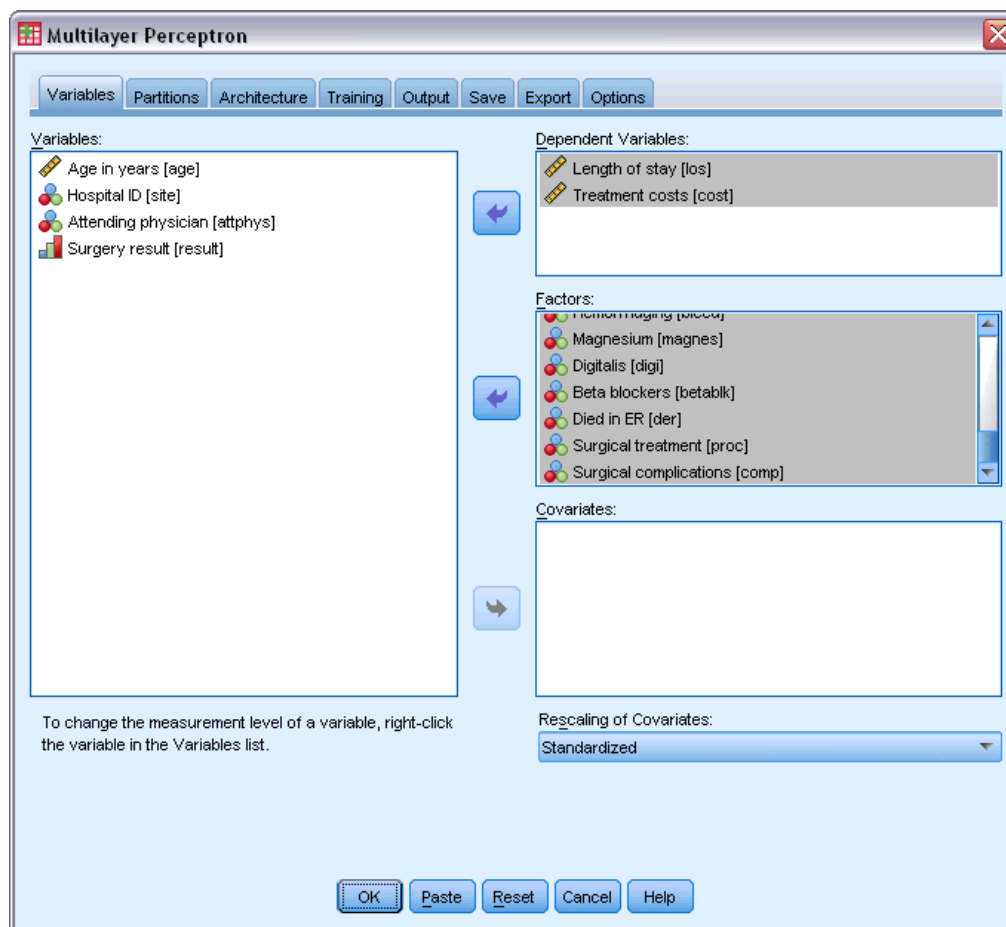 Multilayer Perceptron
Variables Partitions Architecture Training Output Save Export Options
Variables:
Age in years [age]
Hospital ID [site]
Attending physician [attphys]
Surgery result [result]
To change the measurement level of a variable, right-click
the variable in the Variables list.
Dependent Variables:
Length of stay [los]
Treatment costs [cost]
Factors:
Magnesium [magnes]
Digitalis [digi]
Beta blockers [betablk]
Died in ER [der]
Surgical treatment [proc]
Surgical complications [comp]
Covariates:
Rescaling of Covariates:
Standardized
OK Paste Reset Cancel Help